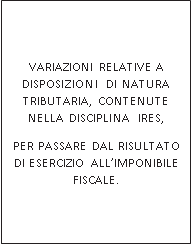 VARIAZIONI RELATIVE A
DISPOSIZIONI DI NATURA
TRIBUTARIA, CONTENUTE
NELLA DISCIPLINA IRES,
PER PASSARE DAL RISULTATO
DI ESERCIZIO ALL’IMPONIBILE
FISCALE.